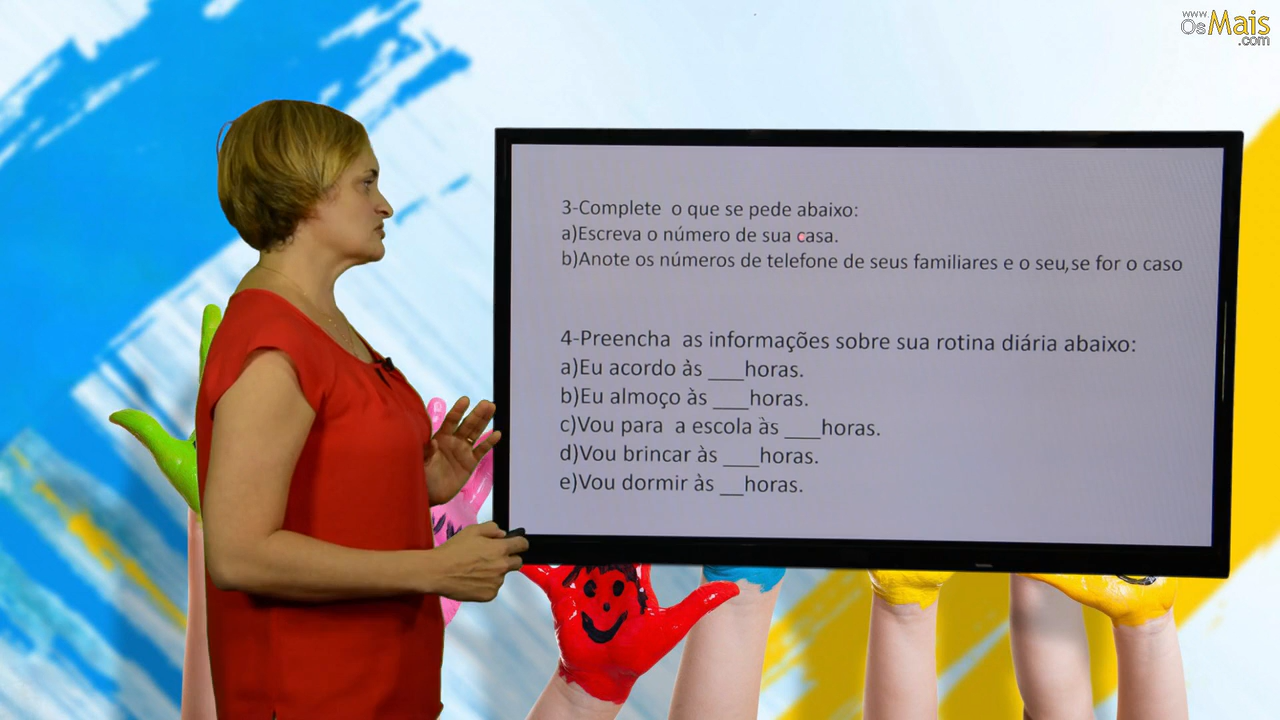 www
OsMais
.com
3-Complete o que se pede abaixo:
a)Escreva o número de sua casa.
b)Anote os números de telefone de seus familiares e o seu,se for o caso
4-Preencha as informações sobre sua rotina diária abaixo:
a)Eu acordo às ___horas.
b)Eu almoço às ___horas.
c)Vou para a escola às ___horas.
d)Vou brincar às ___horas.
e)Vou dormir às __horas.